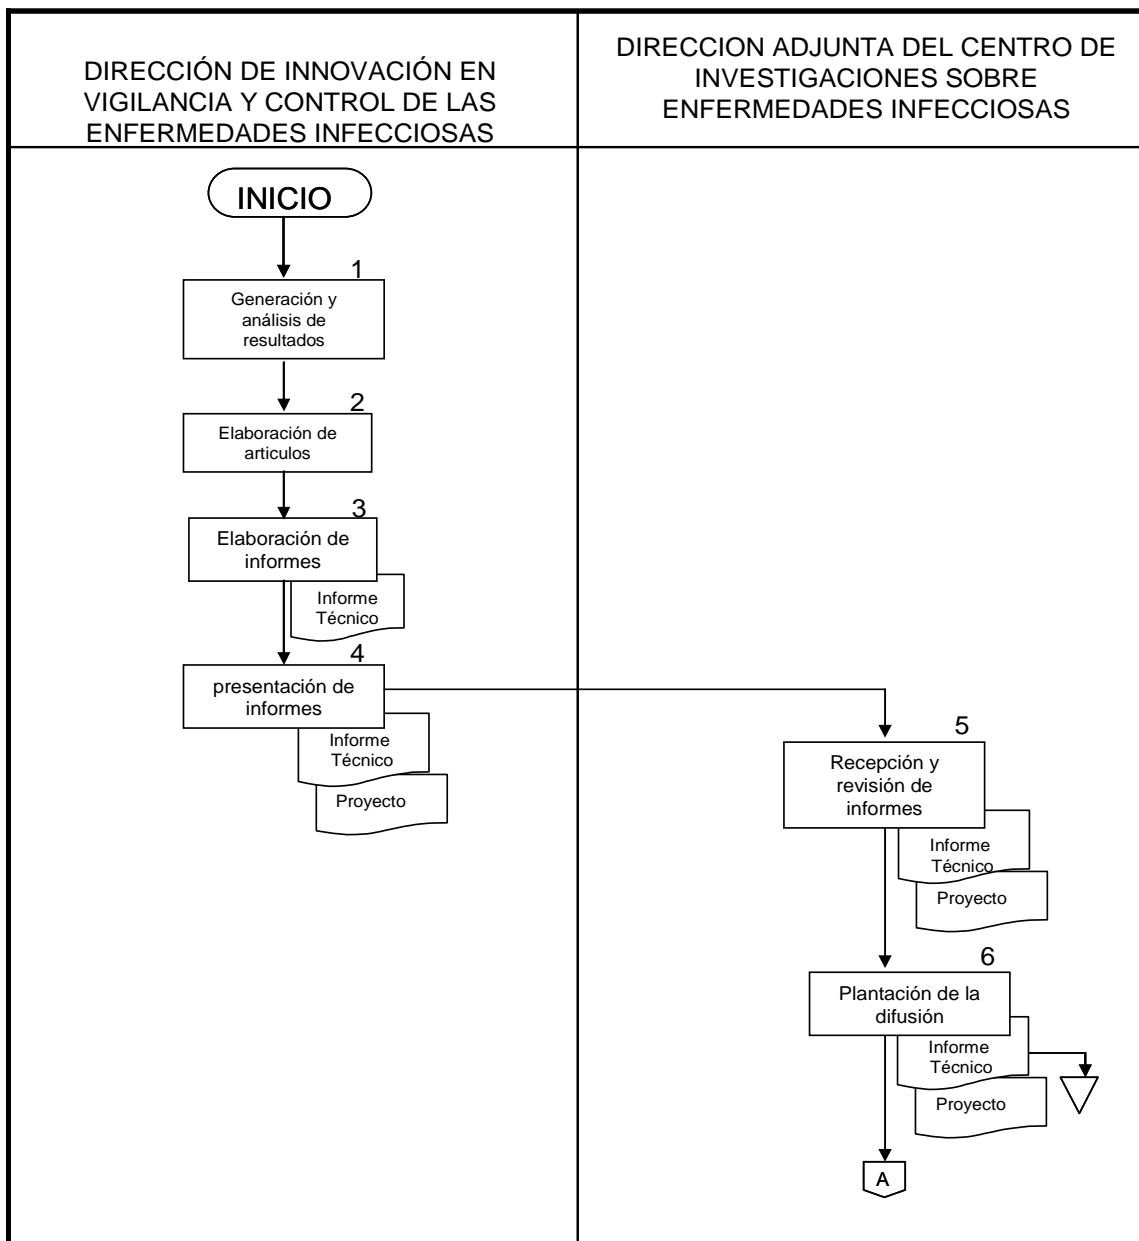 DIRECCIÓN DE INNOVACIÓN EN
VIGILANCIA Y CONTROL DE LAS
ENFERMEDADES INFECCIOSAS
DIRECCION ADJUNTA DEL CENTRO DE
INVESTIGACIONES SOBRE
ENFERMEDADES INFECCIOSAS
INICIO
1
Generación y
análisis de
resultados
2
Elaboración de
articulos
3
Elaboración de
informes
Informe
Técnico
4
presentación de
informes
Informe
Técnico
Proyecto
5
Recepción y
revisión de
informes
Informe
Técnico
Proyecto
6
Plantación de la
difusión
Informe
Técnico
Proyecto
A